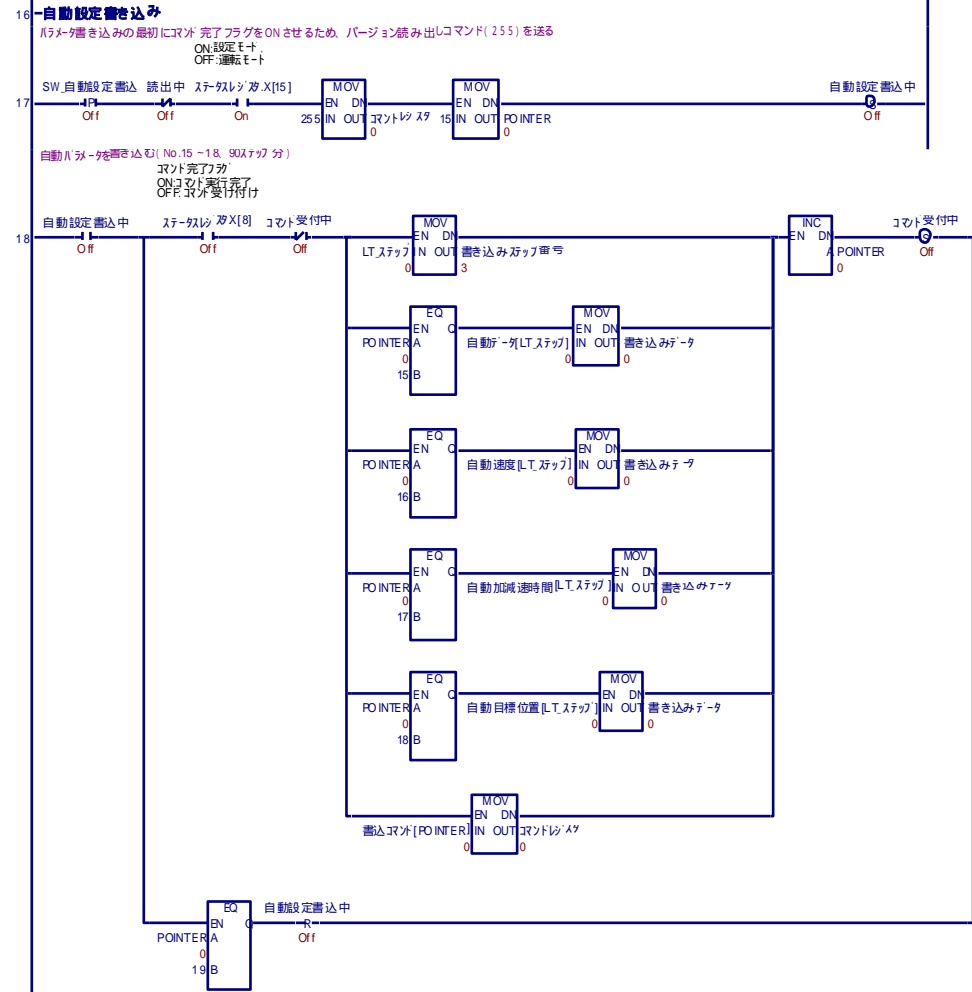 16 自動設定書き込み
パラメータ書き込みの最初にコマンド完了フラグをONさせるため、バージョン読み出しコマンド(255)を送る
ON:設定モード
OFF:運転モード
SW_自動設定書込 読出中 ステータスレジスタ.X[15] MOV MOV 自動設定書込中
17 P EN DN EN DN S
Off Off On 255 IN OUT コマンドレジスタ 15 IN OUT POINTER Off
0 0
自動パラメータを書き込む(No.15~18、90ステップ分)
コマンド完了フラグ
ON:コマンド実行完了
OFF:コマンド受け付け
自動設定書込中 ステータスレジスタX[8] コマンド受付中 MOV INC コマンド受付中
18 EN DN EN DN S
Off Off Off LT_ステップ IN OUT 書き込みステップ番号 A POINTER Off
0 3 0
EQ MOV
EN Q EN DN
POINTER A 自動データ[LT_ステップ] IN OUT 書き込みデータ
0 0 0
15 B
EQ MOV
EN Q EN DN
POINTER A 自動速度[LT_ステップ] IN OUT 書き込みデータ
0 0 0
16 B
EQ MOV
EN Q EN DN
POINTER A 自動加減速時間[LT_ステップ] IN OUT 書き込みデータ
0 0 0
17 B
EQ MOV
EN Q EN DN
POINTER A 自動目標位置[LT_ステップ] IN OUT 書き込みデータ
0 0 0
18 B
MOV
EN DN
書込コマンド[POINTER] IN OUT コマンドレジスタ
0 0
EQ 自動設定書込中
EN Q R
POINTER A Off
0
19 B